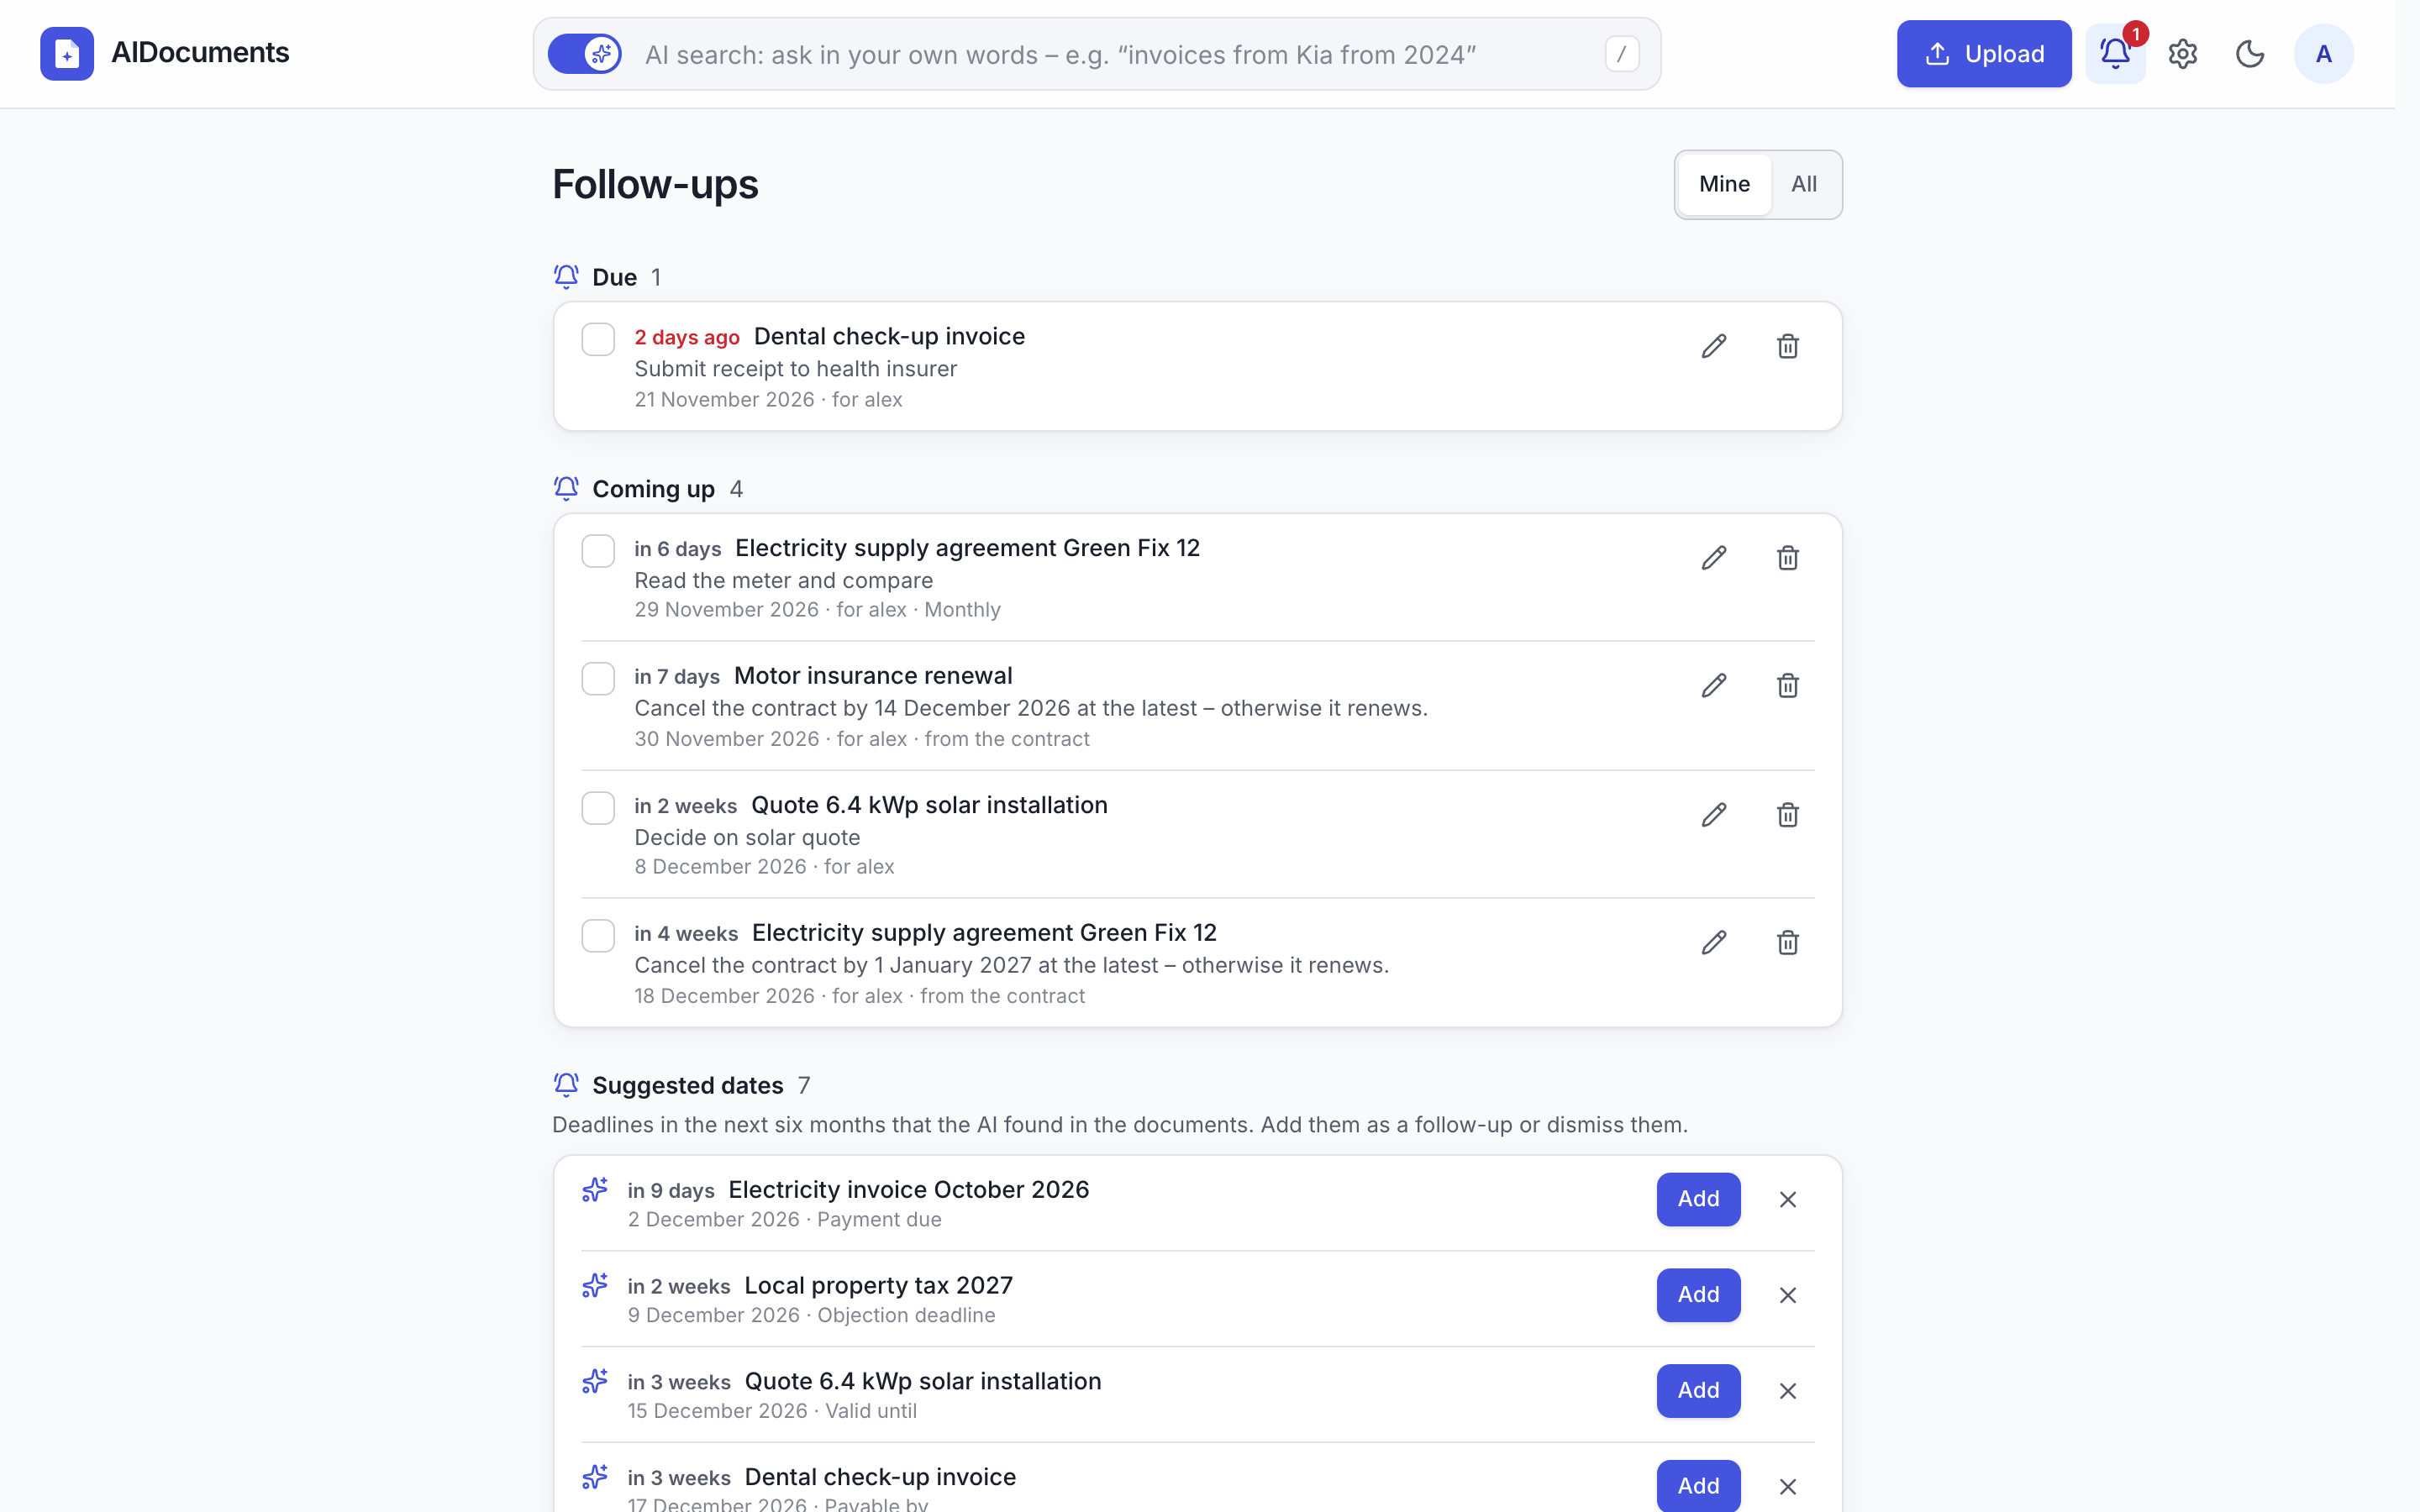 AIDocuments
AI search: ask in your own words – e.g. “invoices from Kia from 2024”
/
Upload
1
A
Follow-ups
Mine
All
Due 1
2 days ago Dental check-up invoice
Submit receipt to health insurer
21 November 2026 · for alex
Coming up 4
in 6 days Electricity supply agreement Green Fix 12
Read the meter and compare
29 November 2026 · for alex · Monthly
in 7 days Motor insurance renewal
Cancel the contract by 14 December 2026 at the latest – otherwise it renews.
30 November 2026 · for alex · from the contract
in 2 weeks Quote 6.4 kWp solar installation
Decide on solar quote
8 December 2026 · for alex
in 4 weeks Electricity supply agreement Green Fix 12
Cancel the contract by 1 January 2027 at the latest – otherwise it renews.
18 December 2026 · for alex · from the contract
Suggested dates 7
Deadlines in the next six months that the AI found in the documents. Add them as a follow-up or dismiss them.
in 9 days Electricity invoice October 2026
Add
2 December 2026 · Payment due
in 2 weeks Local property tax 2027
Add
9 December 2026 · Objection deadline
in 3 weeks Quote 6.4 kWp solar installation
Add
15 December 2026 · Valid until
in 3 weeks Dental check-up invoice
Add
17 December 2026 · Payable by